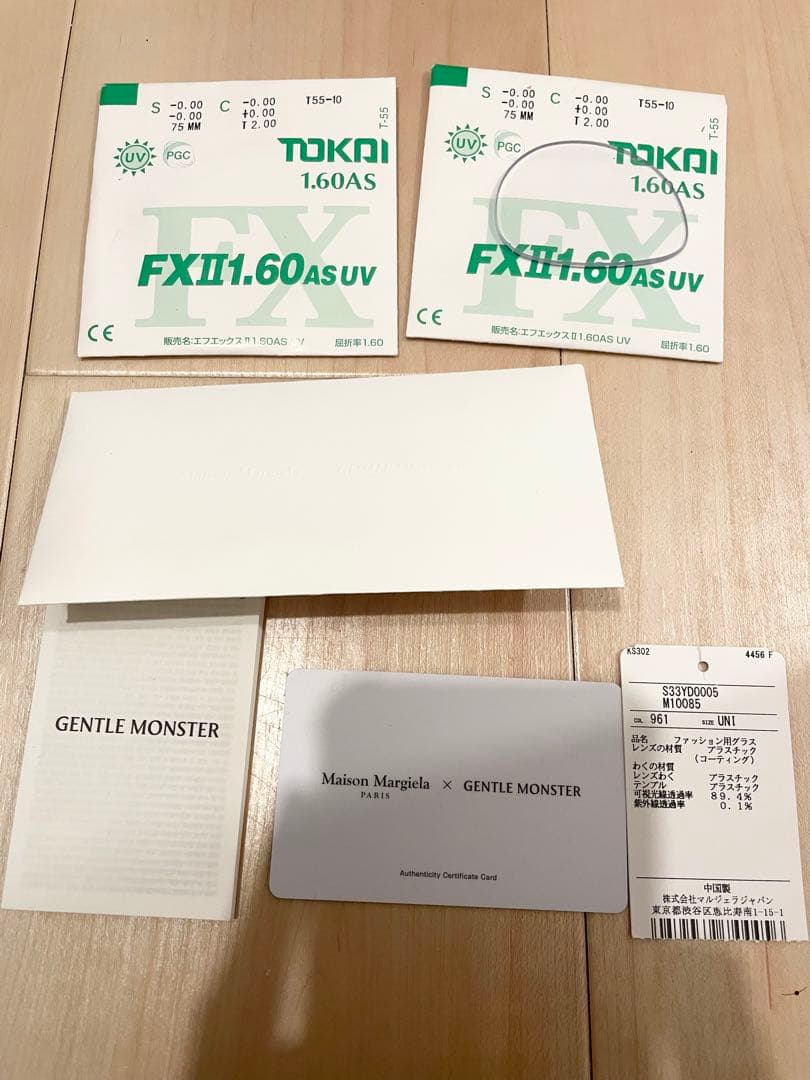 S -0.00 C -0.00 T55-10
-0.00 +0.00
75 MM T 2.00
T-55
UV PGC TOKAI
1.60AS
FX
FXII1.60ASUV
CE
販売名:エフエックスII1.60AS UV 屈折率1.60
S -0.00 C -0.00 T55-10
-0.00 +0.00
75 MM T 2.00
T-55
UV PGC TOKAI
1.60AS
FX
FXII1.60ASUV
CE
販売名:エフエックスII1.60AS UV 屈折率1.60
Maison Margiela
GENTLE MONSTER
Maison Margiela × GENTLE MONSTER
PARIS
Authenticity Certificate Card
KS302 4456 F
S33YD0005
M10085
COL 961 SIZE UNI
品名 ファッション用グラス
レンズの材質 プラスチック
(コーティング)
わくの材質
レンズわく プラスチック
テンプル プラスチック
可視光線透過率 89.4%
紫外線透過率 0.1%
中国製
株式会社マルジェラジャパン
東京都渋谷区恵比寿南1-15-1